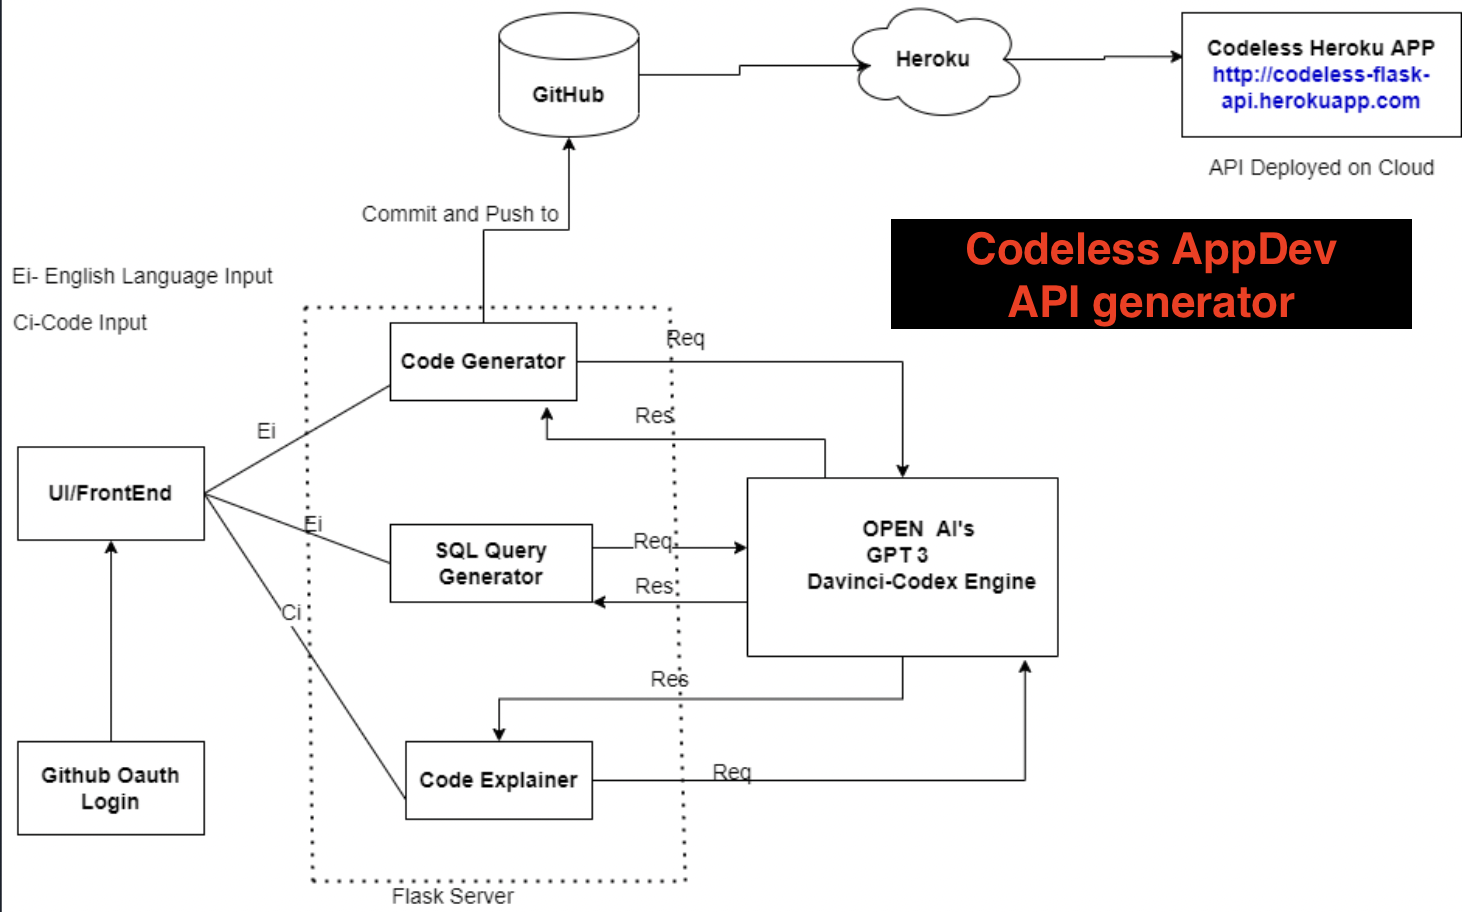 GitHub
Heroku
Codeless Heroku APP
http://codeless-flask-
api.herokuapp.com
API Deployed on Cloud
Commit and Push to
Codeless AppDev
API generator
Ei- English Language Input
Ci-Code Input
Code Generator
Req
Res
Ei
UI/FrontEnd
Ei
SQL Query
Generator
Req
Res
OPEN AI's
GPT 3
Davinci-Codex Engine
Ci
Res
Github Oauth
Login
Code Explainer
Req
Flask Server